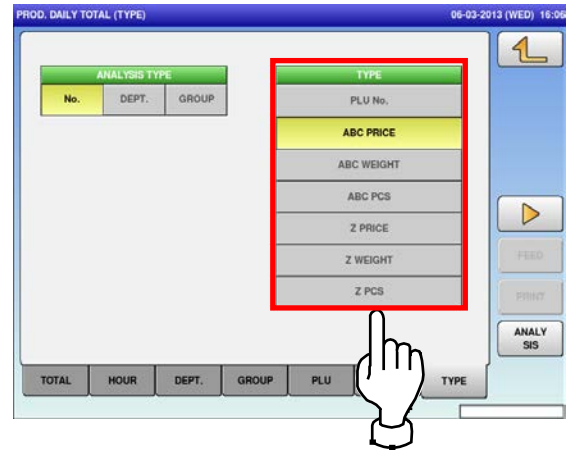 PROD. DAILY TOTAL (TYPE) 06-03-2013 (WED) 16:06
ANALYSIS TYPE
No. DEPT. GROUP
TYPE
PLU No.
ABC PRICE
ABC WEIGHT
ABC PCS
Z PRICE
Z WEIGHT
Z PCS
FEED
PRINT
ANALY
SIS
TOTAL HOUR DEPT. GROUP PLU TYPE